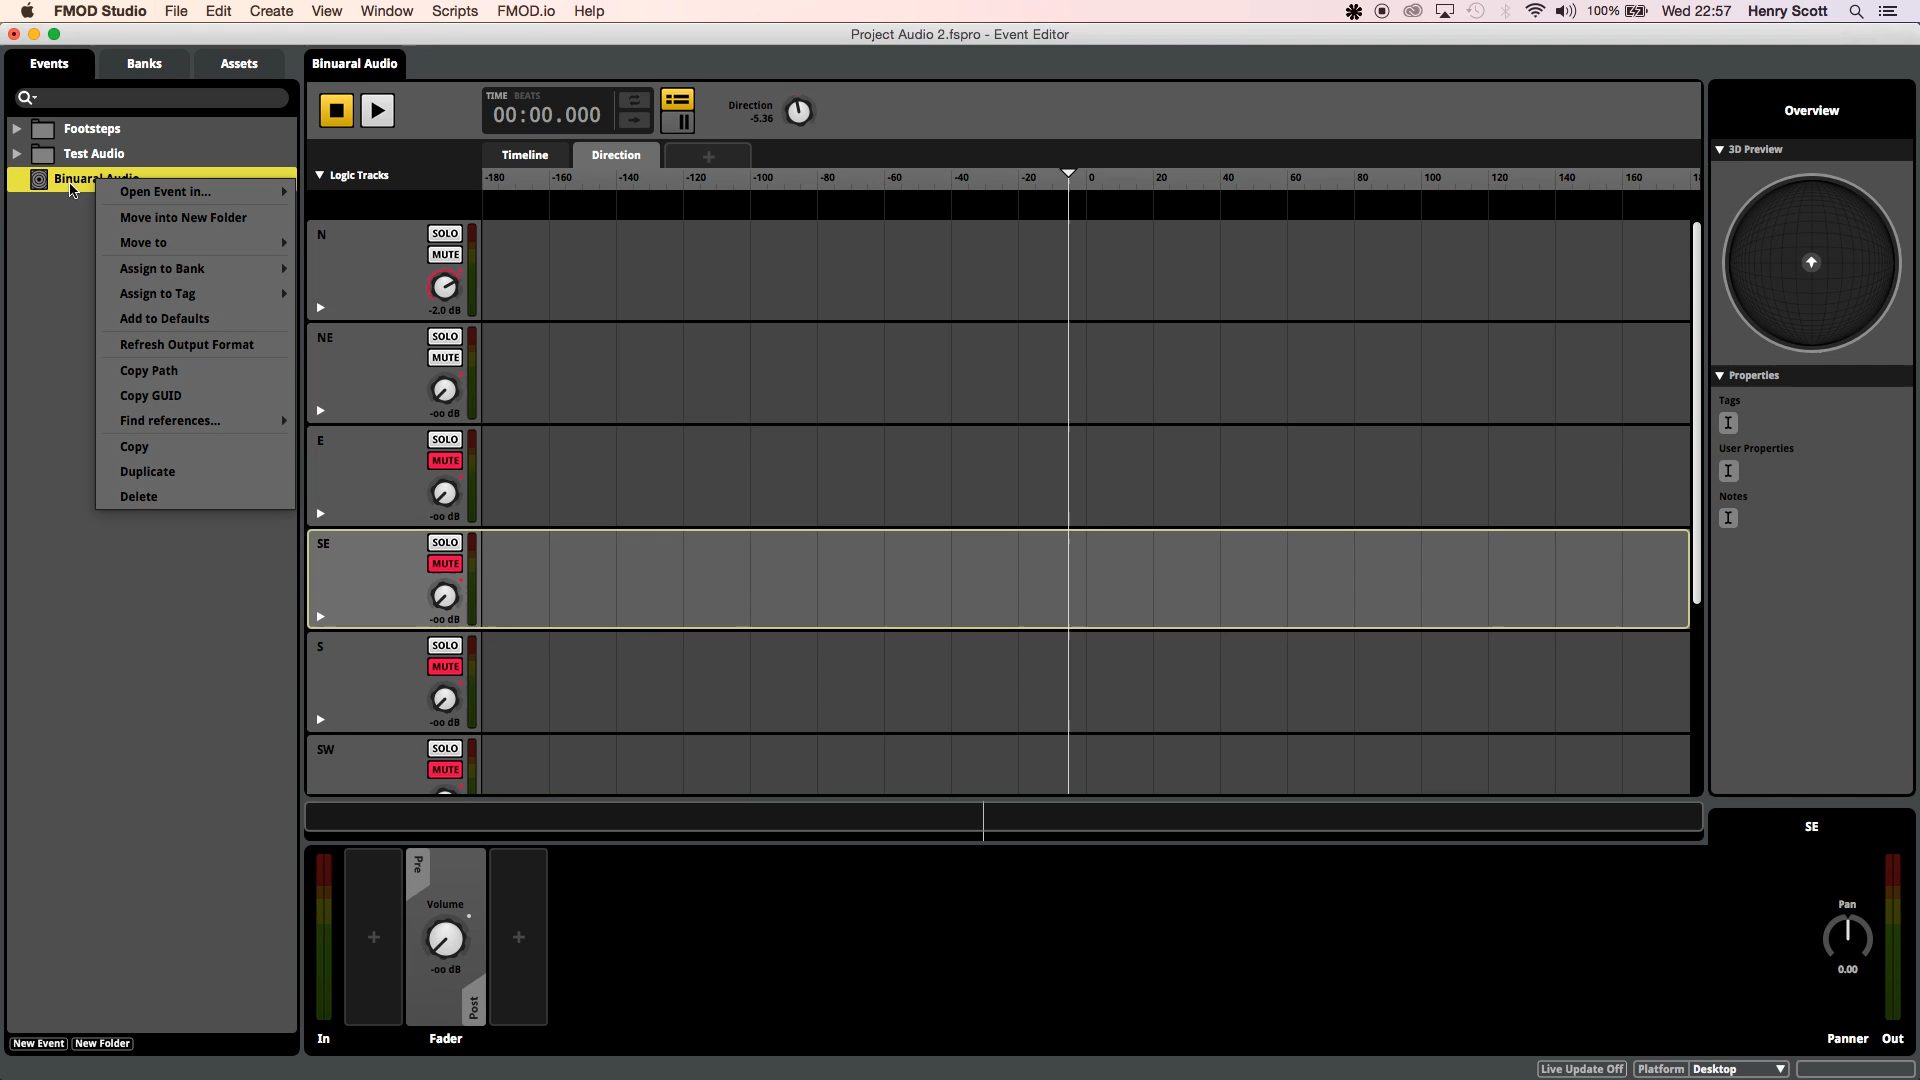 FMOD Studio File Edit Create View Window Scripts FMOD.io Help 100% Wed 22:57 Henry Scott
Project Audio 2.fspro - Event Editor
Events Banks Assets
Binuaral Audio
Footsteps
Test Audio
Binuaral Audio
Open Event in...
Move into New Folder
Move to
Assign to Bank
Assign to Tag
Add to Defaults
Refresh Output Format
Copy Path
Copy GUID
Find references...
Copy
Duplicate
Delete
New Event New Folder
TIME BEATS
00:00.000
Direction
-5.36
Timeline Direction +
Logic Tracks
-180 -160 -140 -120 -100 -80 -60 -40 -20 0 20 40 60 80 100 120 140 160
N SOLO
MUTE
-2.0 dB
NE SOLO
MUTE
-oo dB
E SOLO
MUTE
-oo dB
SE SOLO
MUTE
-oo dB
S SOLO
MUTE
-oo dB
SW SOLO
MUTE
Overview
3D Preview
Properties
Tags
User Properties
Notes
SE
Pre
Volume
-oo dB
Post
In Fader
+ +
Pan
0.00
Panner Out
Live Update Off Platform Desktop